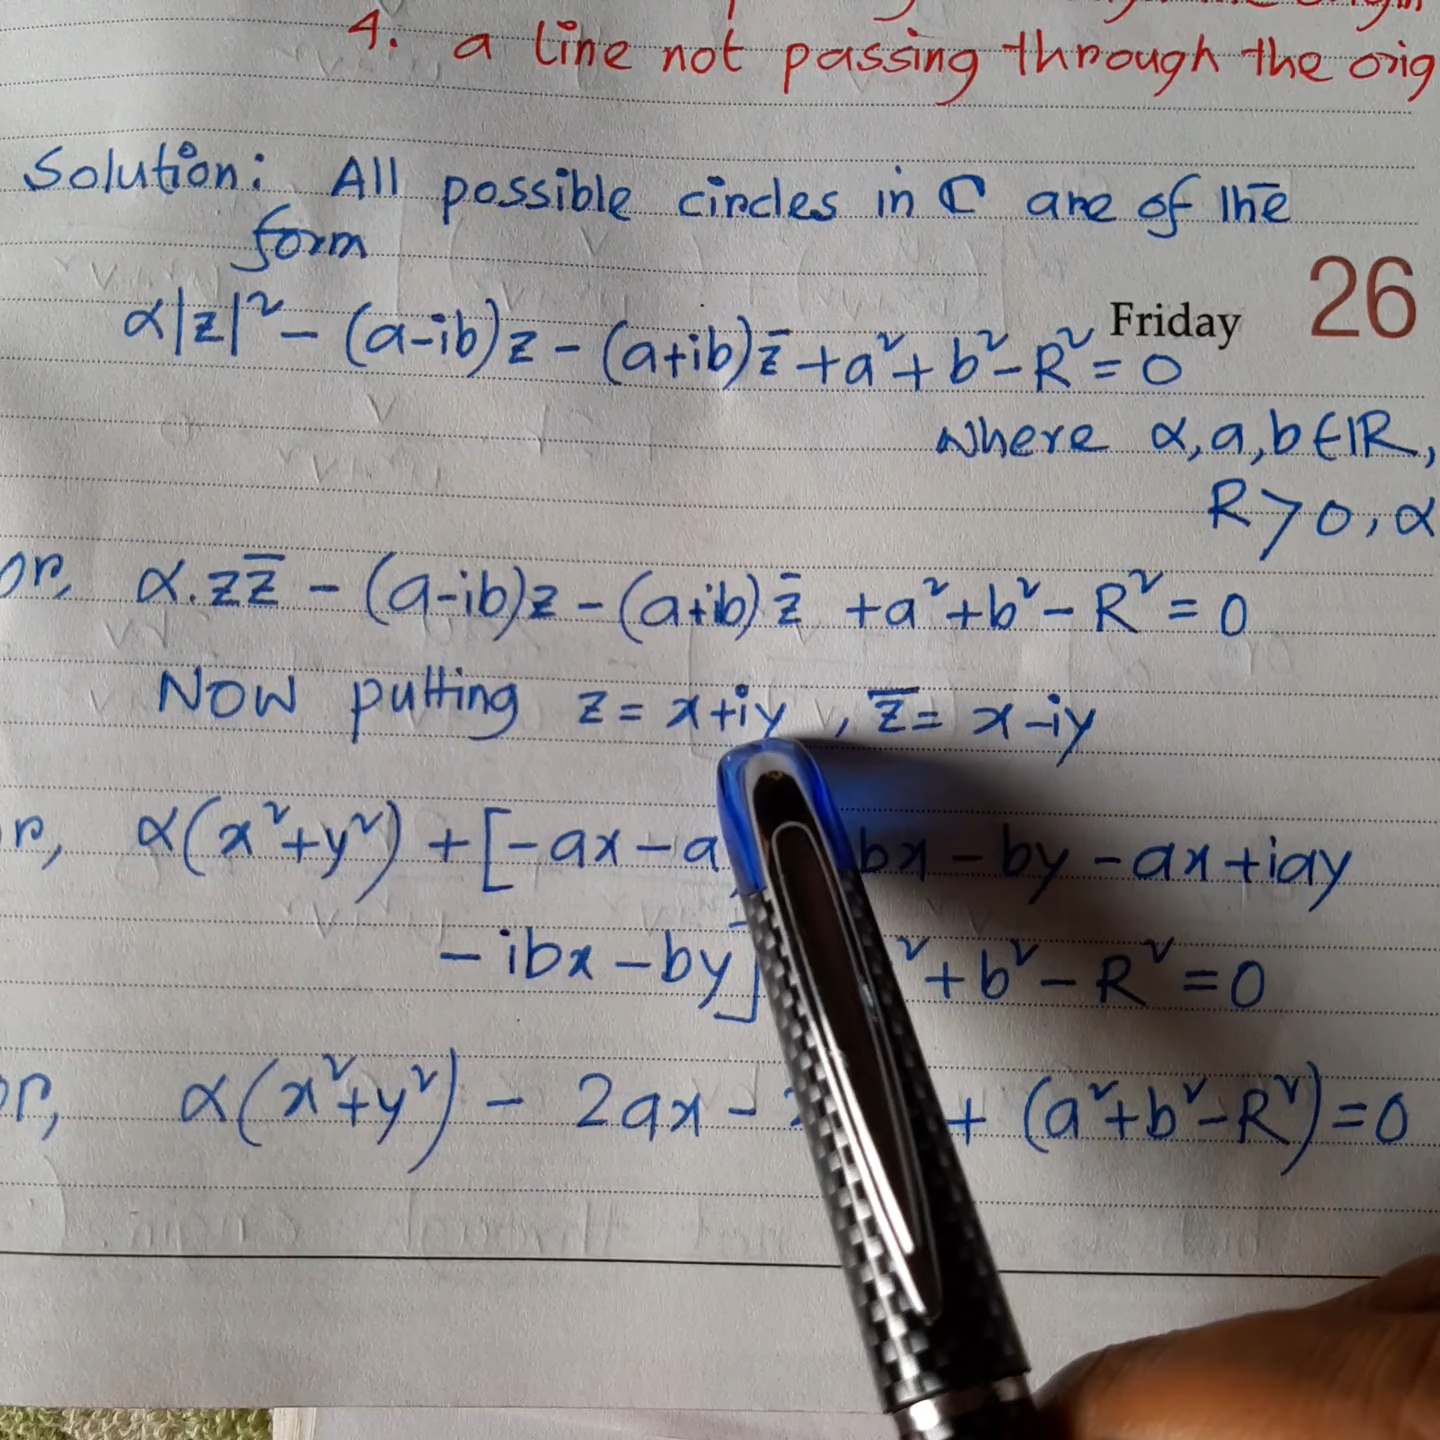 4. a line not passing through the orig
Solution: All possible circles in ℂ are of the
form
26
Friday
α|z|² - (a-ib)z - (a+ib)z̄ + a² + b² - R² = 0
where α, a, b ∈ ℝ,
R > 0, α
or, α.zz̄ - (a-ib)z - (a+ib)z̄ + a² + b² - R² = 0
Now putting z = x+iy, z̄ = x-iy
r, α(x²+y²) + [-ax - a bx - by - ax + iay
- ibx - by] ² + b² - R² = 0
or, α(x²+y²) - 2ax - + (a²+b²-R²) = 0